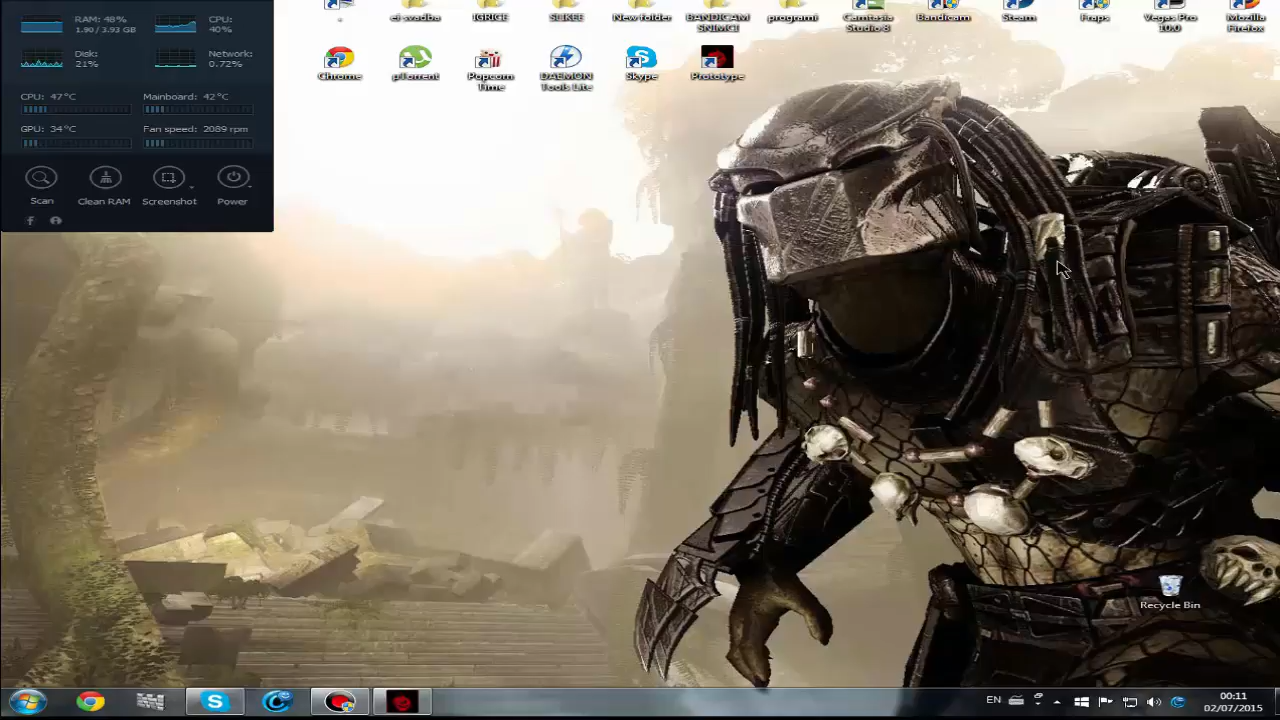 RAM: 48%
1.90 / 3.93 GB
CPU:
40%
Disk:
21%
Network:
0.72%
CPU: 47°C
Mainboard: 42°C
GPU: 34°C
Fan speed: 2089 rpm
Scan
Clean RAM
Screenshot
Power
el svadba
IGRICE
SLIKEE
New folder
BANDICAM
SNIMCI
programi
Camtasia
Studio 8
Bandicam
Steam
Fraps
Vegas Pro
10.0
Mozilla
Firefox
Chrome
µTorrent
Popcorn
Time
DAEMON
Tools Lite
Skype
Prototype
Recycle Bin
EN
00:11
02/07/2015